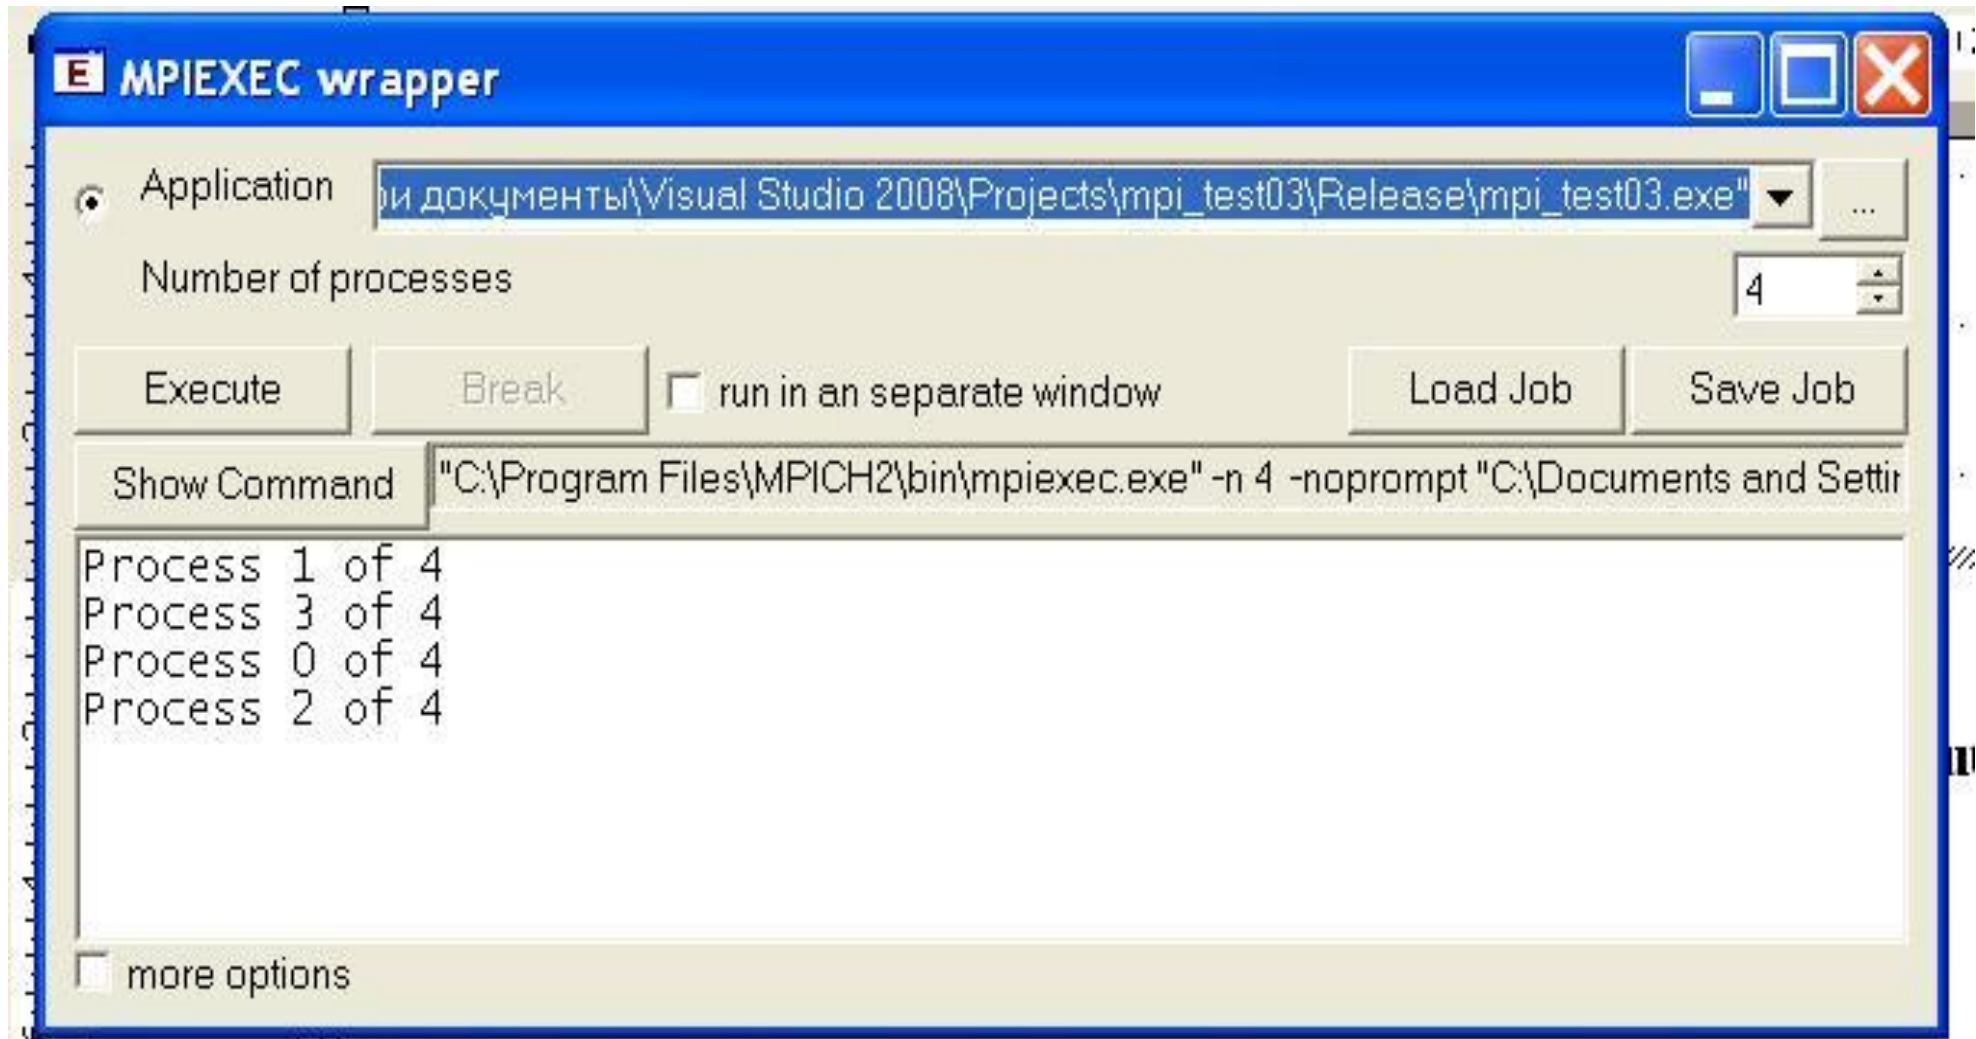 MPIEXEC wrapper
Application
документы\Visual Studio 2008\Projects\mpi_test03\Release\mpi_test03.exe"
...
Number of processes
4
Execute Break run in an separate window Load Job Save Job
Show Command "C:\Program Files\MPICH2\bin\mpiexec.exe" -n 4 -noprompt "C:\Documents and
Process 1 of 4
Process 3 of 4
Process 0 of 4
Process 2 of 4
more options